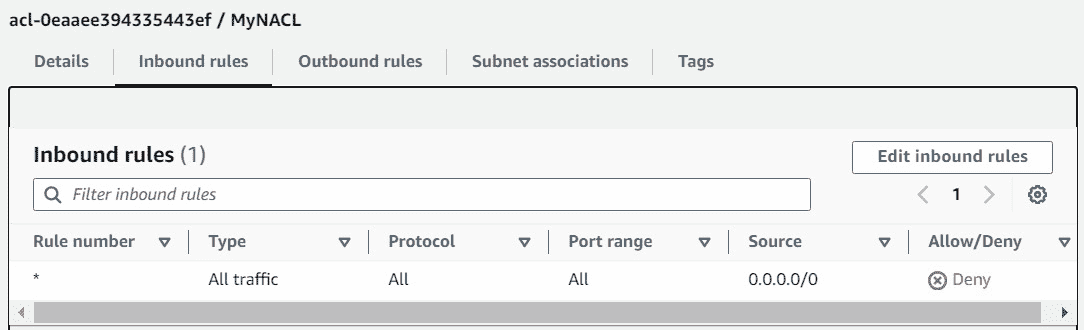 acl-0eaaee394335443ef / MyNACL
Details Inbound rules Outbound rules Subnet associations Tags
Inbound rules (1) Edit inbound rules
Filter inbound rules 1
Rule number Type Protocol Port range Source Allow/Deny
* All traffic All All 0.0.0.0/0 Deny